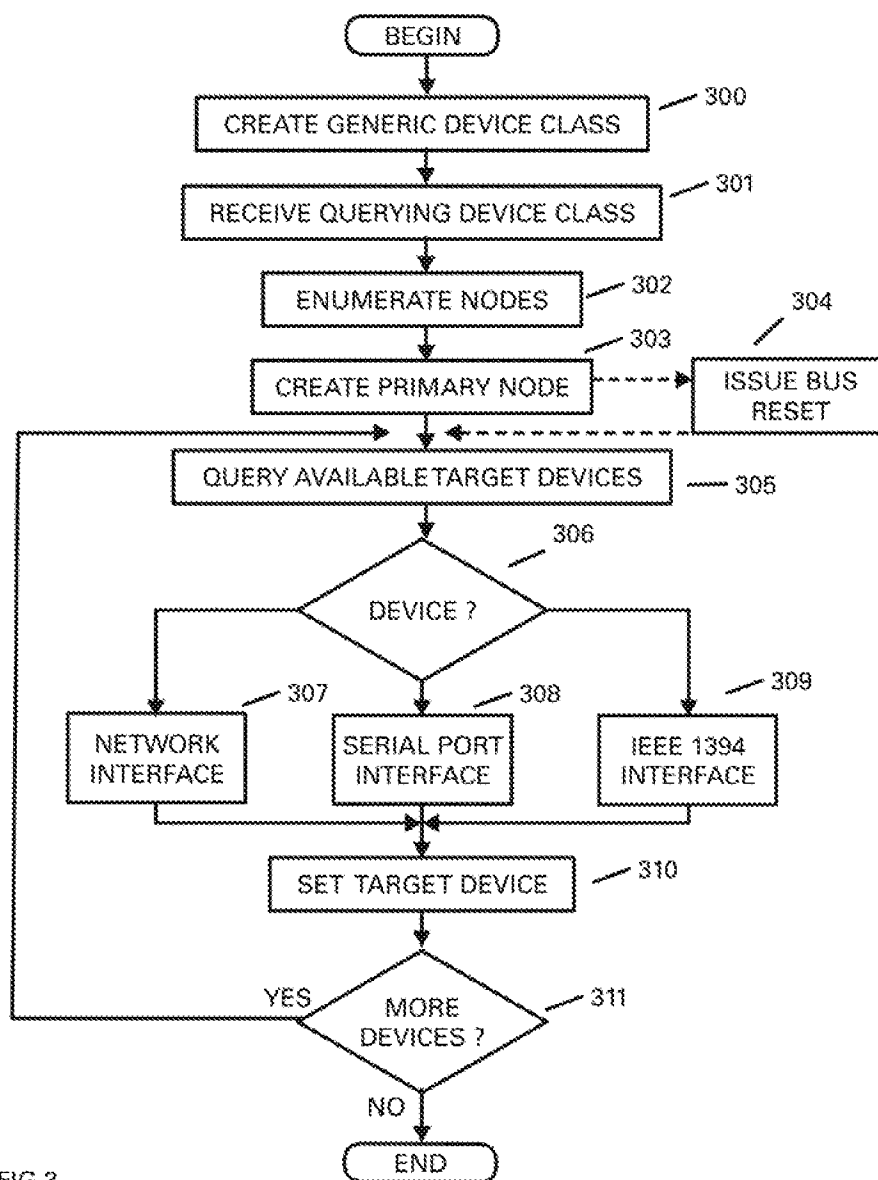 BEGIN
CREATE GENERIC DEVICE CLASS
300
RECEIVE QUERYING DEVICE CLASS
301
ENUMERATE NODES
302
303
CREATE PRIMARY NODE
304
ISSUE BUS
RESET
QUERY AVAILABLE TARGET DEVICES
305
306
DEVICE ?
307
NETWORK
INTERFACE
308
SERIAL PORT
INTERFACE
309
IEEE 1394
INTERFACE
SET TARGET DEVICE
310
YES
MORE
DEVICES ?
311
NO
END
FIG.3